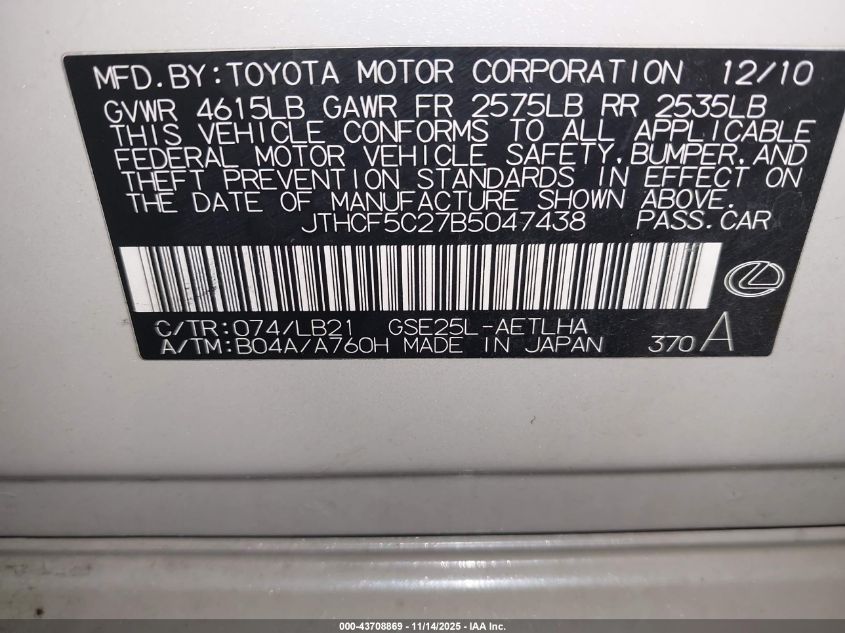 MFD.BY:TOYOTA MOTOR CORPORATION 12/10
GVWR 4615LB GAWR FR 2575LB RR 2535LB
THIS VEHICLE CONFORMS TO ALL APPLICABLE
FEDERAL MOTOR VEHICLE SAFETY,BUMPER,AND
THEFT PREVENTION STANDARDS IN EFFECT ON
THE DATE OF MANUFACTURE SHOWN ABOVE.
JTHCF5C27B5047438 PASS.CAR
C/TR:074/LB21 GSE25L-AETLHA
A/TM:B04A/A760H MADE IN JAPAN 370 A
000-43708869 - 11/14/2025 - IAA Inc.